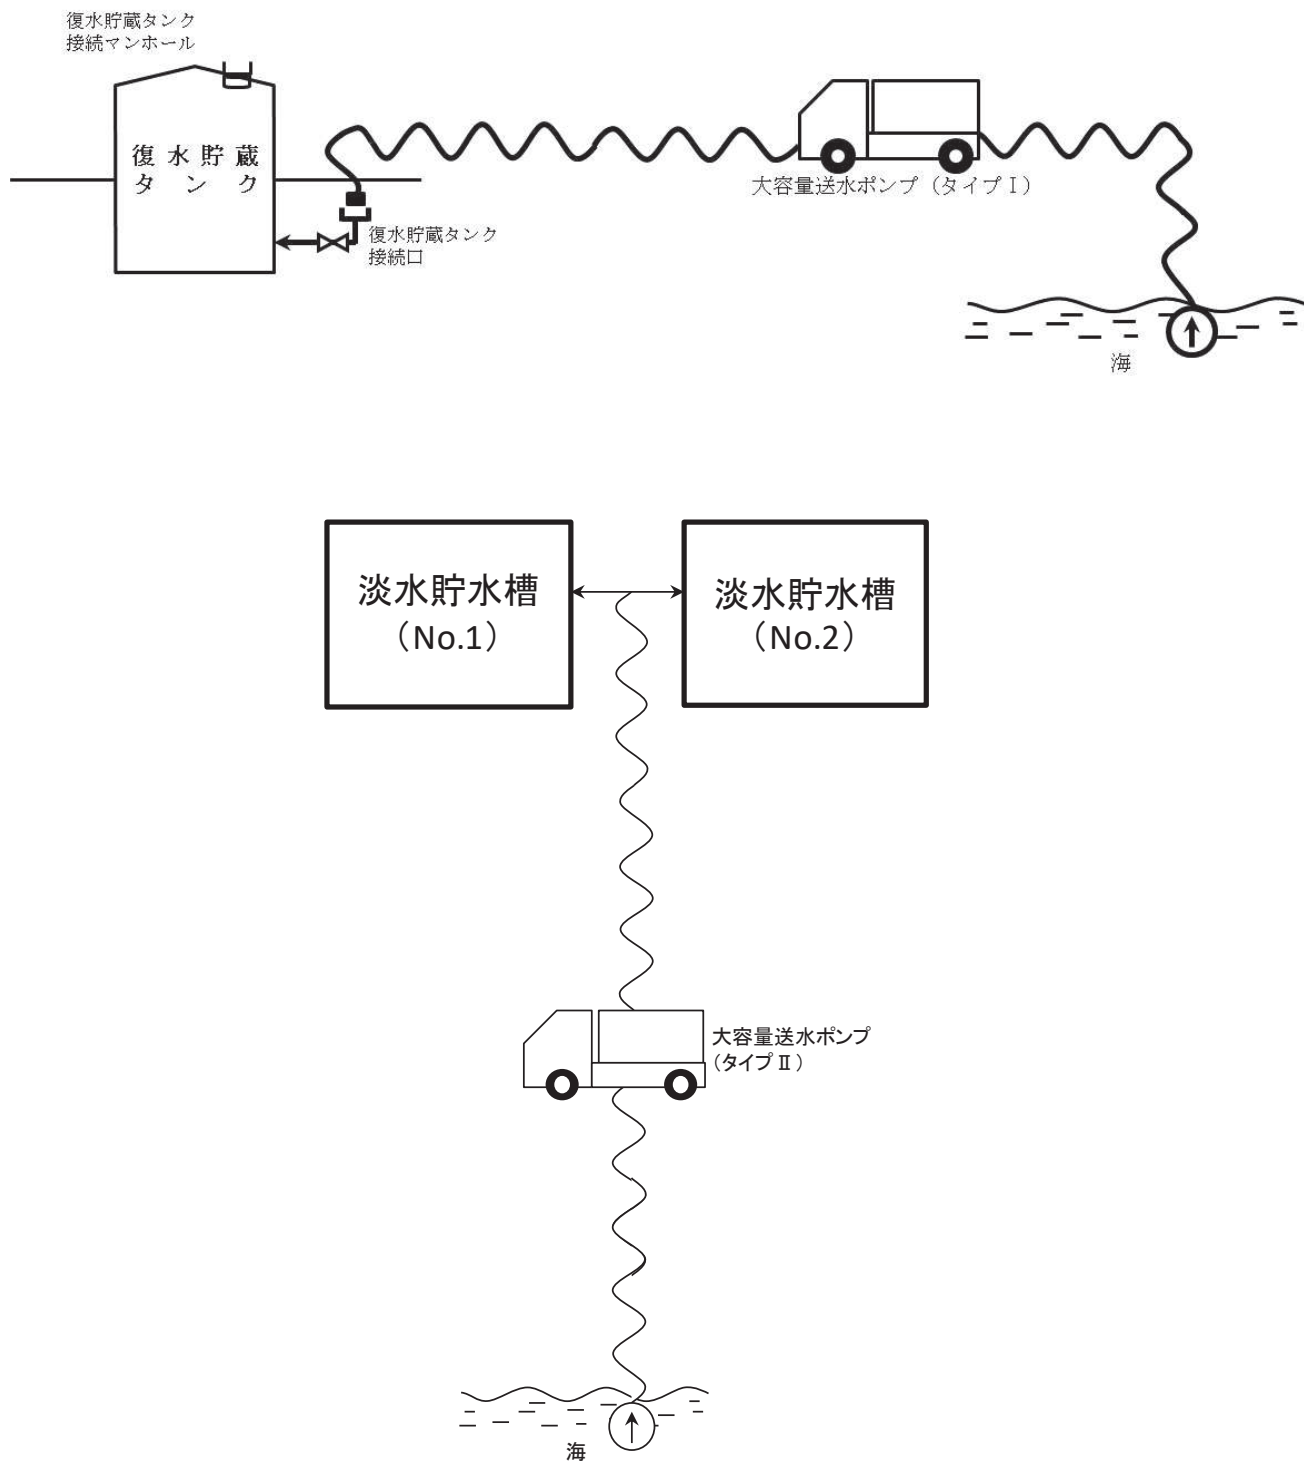 復水貯蔵タンク
接続マンホール
復水貯蔵
タンク
大容量送水ポンプ（タイプⅠ）
復水貯蔵タンク
接続口
海
淡水貯水槽
（No.1）
淡水貯水槽
（No.2）
大容量送水ポンプ
（タイプⅡ）
海